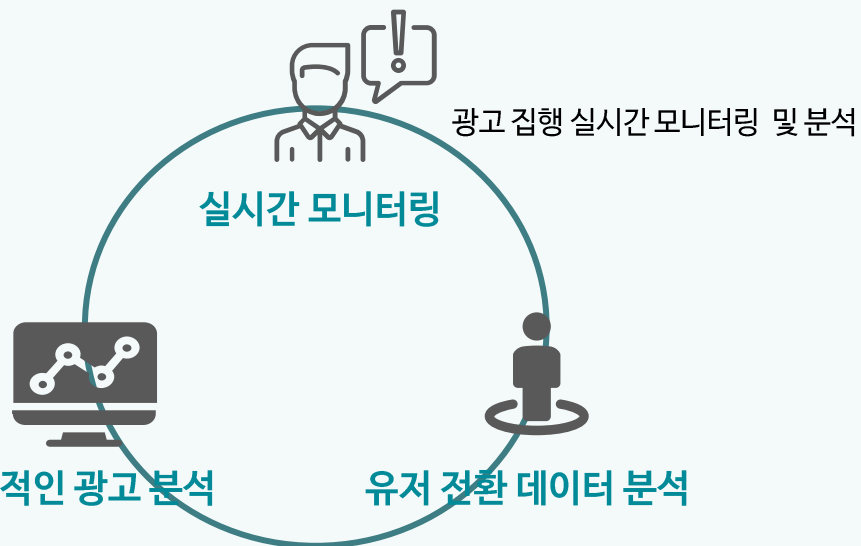 광고 집행 실시간 모니터링 및 분석
실시간 모니터링
적인 광고 분석
유저 전환 데이터 분석